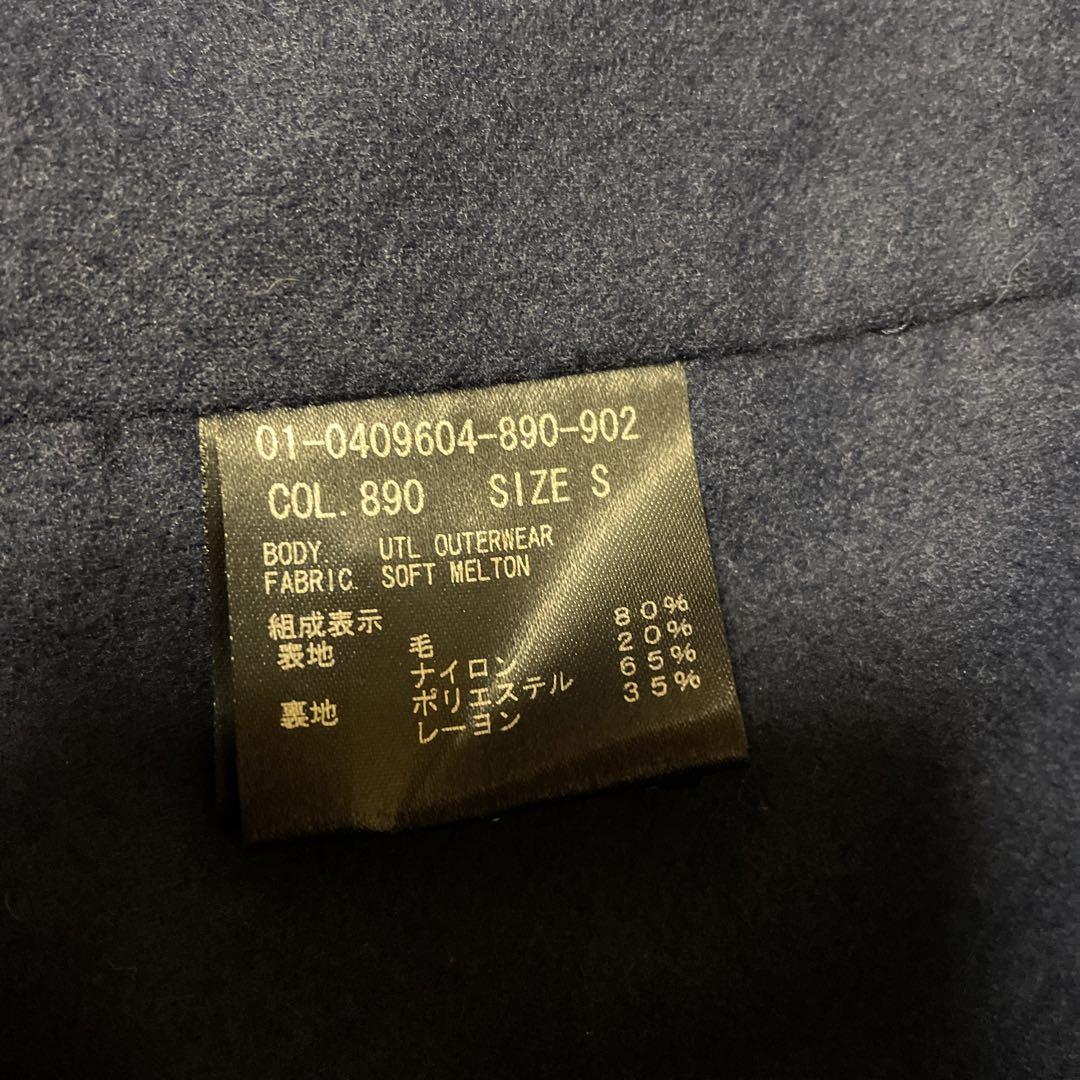 01-0409604-890-902
COL. 890 SIZE S
BODY. UTL OUTERWEAR
FABRIC. SOFT MELTON
組成表示
表地 毛 80%
ナイロン 20%
裏地 ポリエステル 65%
レーヨン 35%